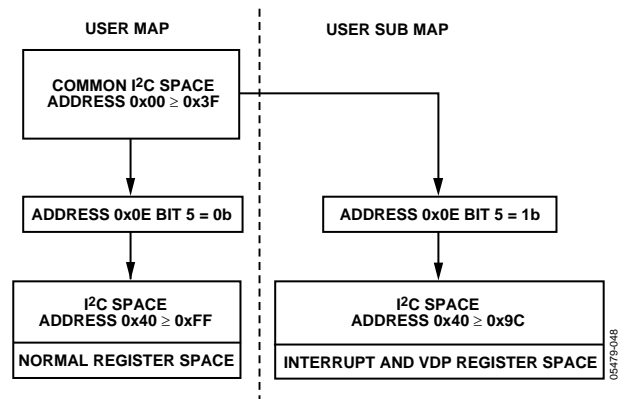 USER MAP
USER SUB MAP
COMMON I²C SPACE
ADDRESS 0x00 ≥ 0x3F
ADDRESS 0x0E BIT 5 = 0b
ADDRESS 0x0E BIT 5 = 1b
I²C SPACE
ADDRESS 0x40 ≥ 0xFF
NORMAL REGISTER SPACE
I²C SPACE
ADDRESS 0x40 ≥ 0x9C
INTERRUPT AND VDP REGISTER SPACE
05479-048